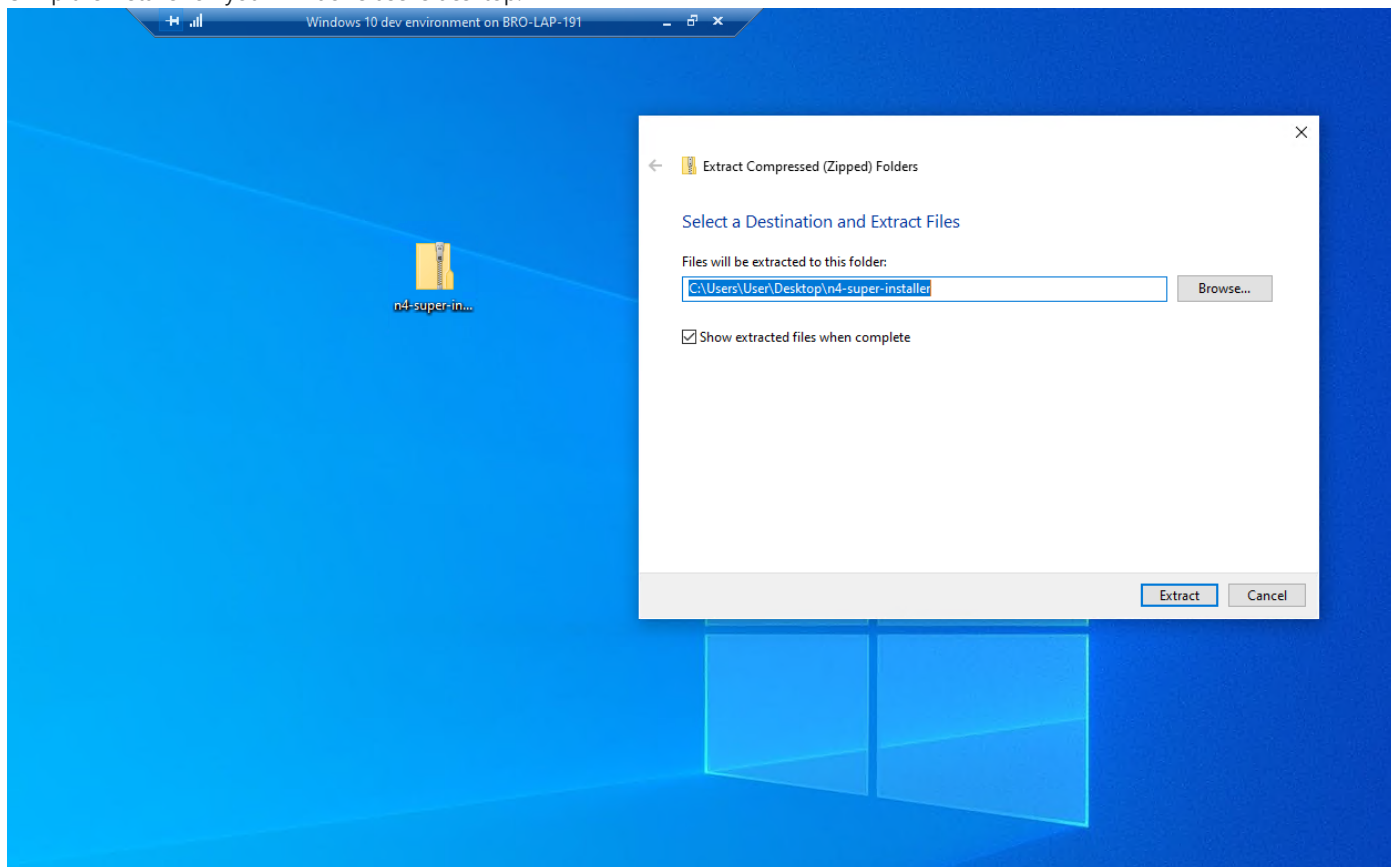 Windows 10 dev environment on BRO-LAP-191
Extract Compressed (Zipped) Folders
Select a Destination and Extract Files
Files will be extracted to this folder:
C:\Users\User\Desktop\n4-super-installer
Browse...
n4-super-in...
Show extracted files when complete
Extract
Cancel